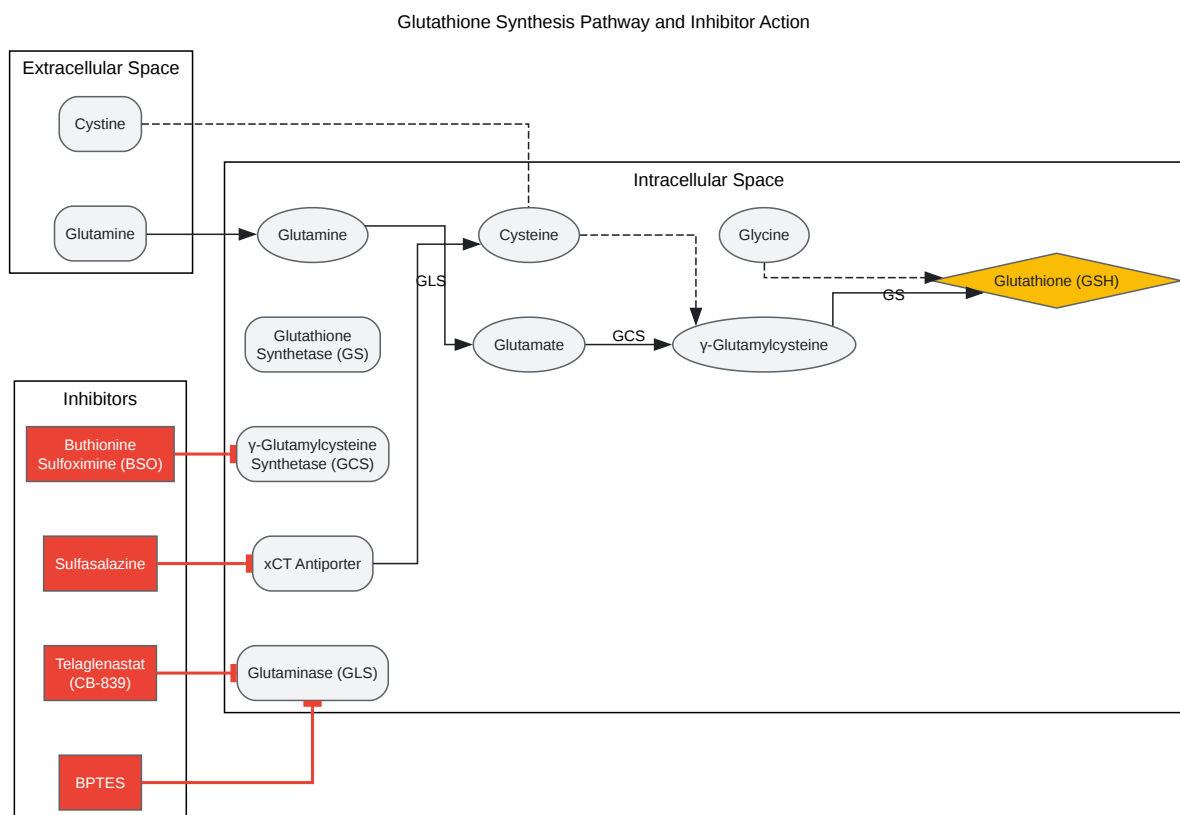 Glutathione Synthesis Pathway and Inhibitor Action
Extracellular Space
Cystine
Glutamine
Intracellular Space
Glutamine
GLS
Cysteine
Glycine
Glutathione (GSH)
GS
Glutathione
Synthetase (GS)
Glutamate
GCS
γ-Glutamylcysteine
Inhibitors
Buthionine
Sulfoximine (BSO)
γ-Glutamylcysteine
Synthetase (GCS)
Sulfasalazine
xCT Antiporter
Telaglenastat
(CB-839)
Glutaminase (GLS)
BPTES